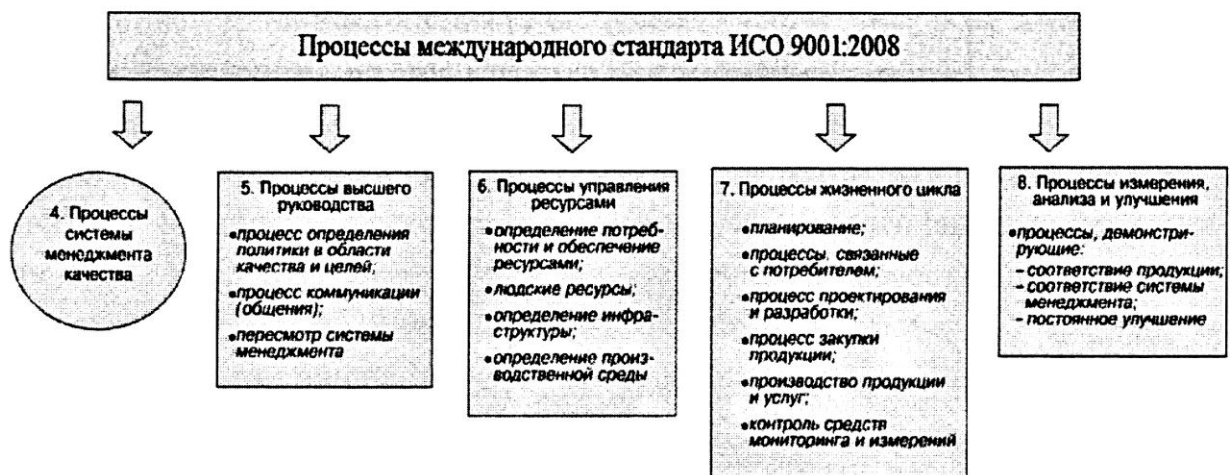 Процессы международного стандарта ИСО 9001:2008
4. Процессы
системы
менеджмента
качества
5. Процессы высшего
руководства
•процесс определения
политики в области
качества и целей;
•процесс коммуникации
(общения);
•пересмотр системы
менеджмента
6. Процессы управления
ресурсами
•определение потреб-
ности и обеспечение
ресурсами;
•людские ресурсы;
•определение инфра-
структуры;
•определение произ-
водственной среды
7. Процессы жизненного цикла
•планирование;
•процессы, связанные
с потребителем;
•процесс проектирования
и разработки;
•процесс закупки
продукции;
•производство продукции
и услуг;
•контроль средств
мониторинга и измерений
8. Процессы измерения,
анализа и улучшения
•процессы, демонстри-
рующие:
– соответствие продукции;
– соответствие системы
менеджмента;
– постоянное улучшение